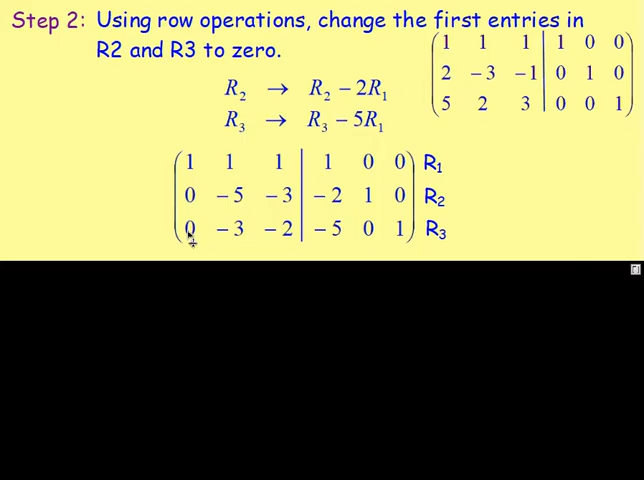 Step 2: Using row operations, change the first entries in
R2 and R3 to zero.
1 1 1 1 0 0
2 −3 −1 0 1 0
5 2 3 0 0 1
R₂ → R₂ − 2R₁
R₃ → R₃ − 5R₁
1 1 1 1 0 0 R₁
0 −5 −3 −2 1 0 R₂
0 −3 −2 −5 0 1 R₃